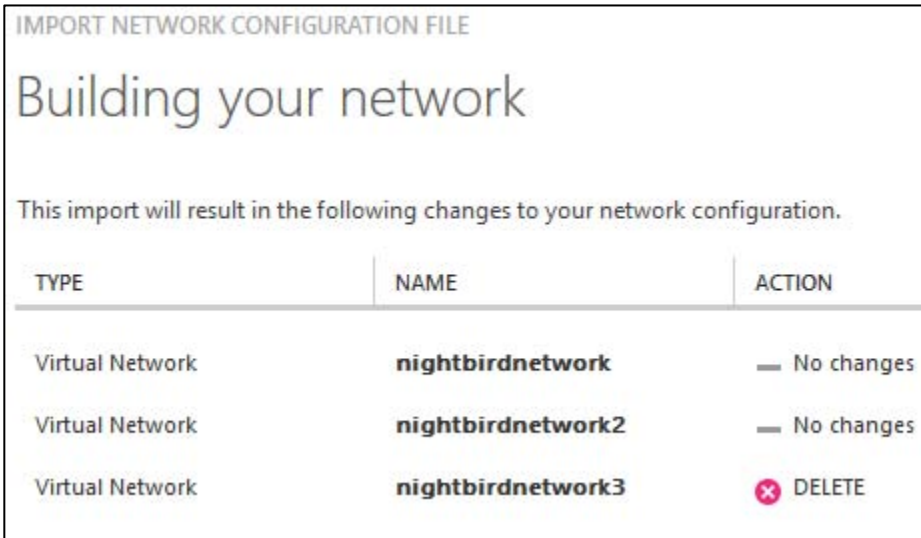 IMPORT NETWORK CONFIGURATION FILE
Building your network
This import will result in the following changes to your network configuration.
TYPE NAME ACTION
Virtual Network nightbirdnetwork No changes
Virtual Network nightbirdnetwork2 No changes
Virtual Network nightbirdnetwork3 DELETE